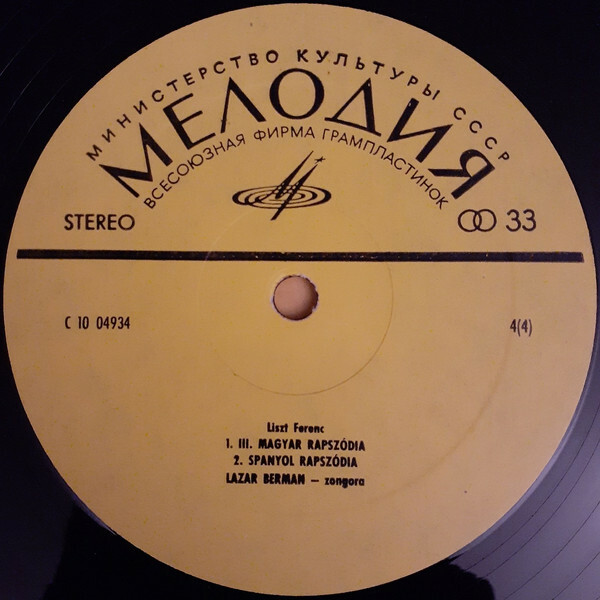 МИНИСТЕРСТВО КУЛЬТУРЫ СССР
МЕЛОДИЯ
ВСЕСОЮЗНАЯ ФИРМА ГРАМПЛАСТИНОК
STEREO
33
C 10 04934
4(4)
Liszt Ferenc
1. III. MAGYAR RAPSZÓDIA
2. SPANYOL RAPSZÓDIA
LAZAR BERMAN – zongora